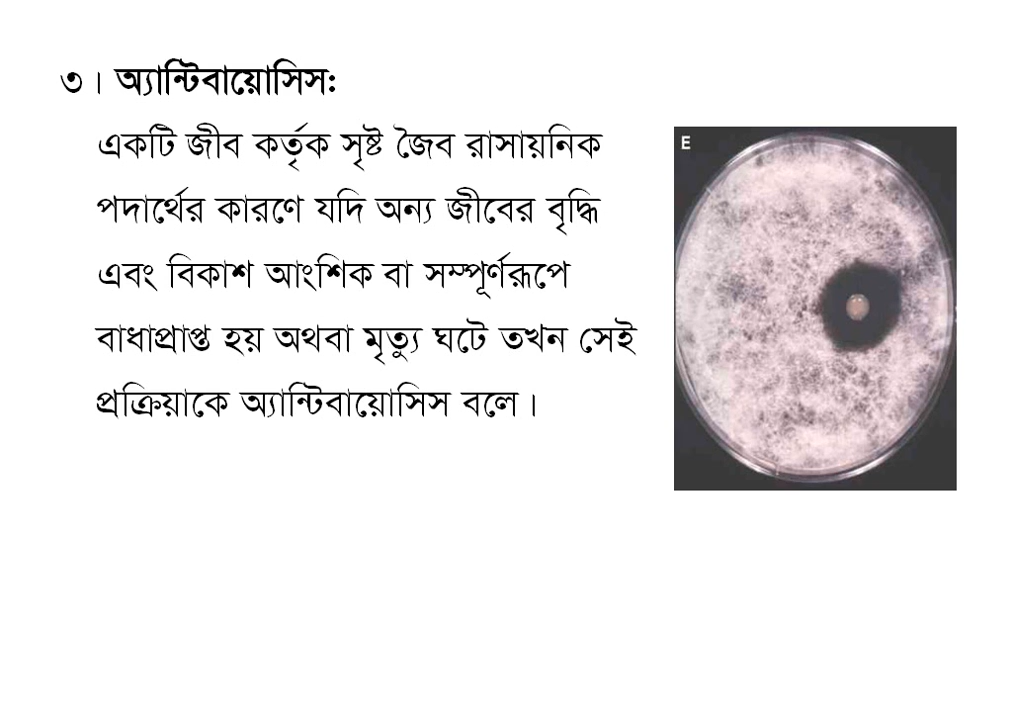 ৩। অ্যান্টিবায়োসিস:
একটি জীব কর্তৃক সৃষ্ট জৈব রাসায়নিক
পদার্থের কারণে যদি অন্য জীবের বৃদ্ধি
এবং বিকাশ আংশিক বা সম্পূর্ণরূপে
বাধাপ্রাপ্ত হয় অথবা মৃত্যু ঘটে তখন সেই
প্রক্রিয়াকে অ্যান্টিবায়োসিস বলে।
E